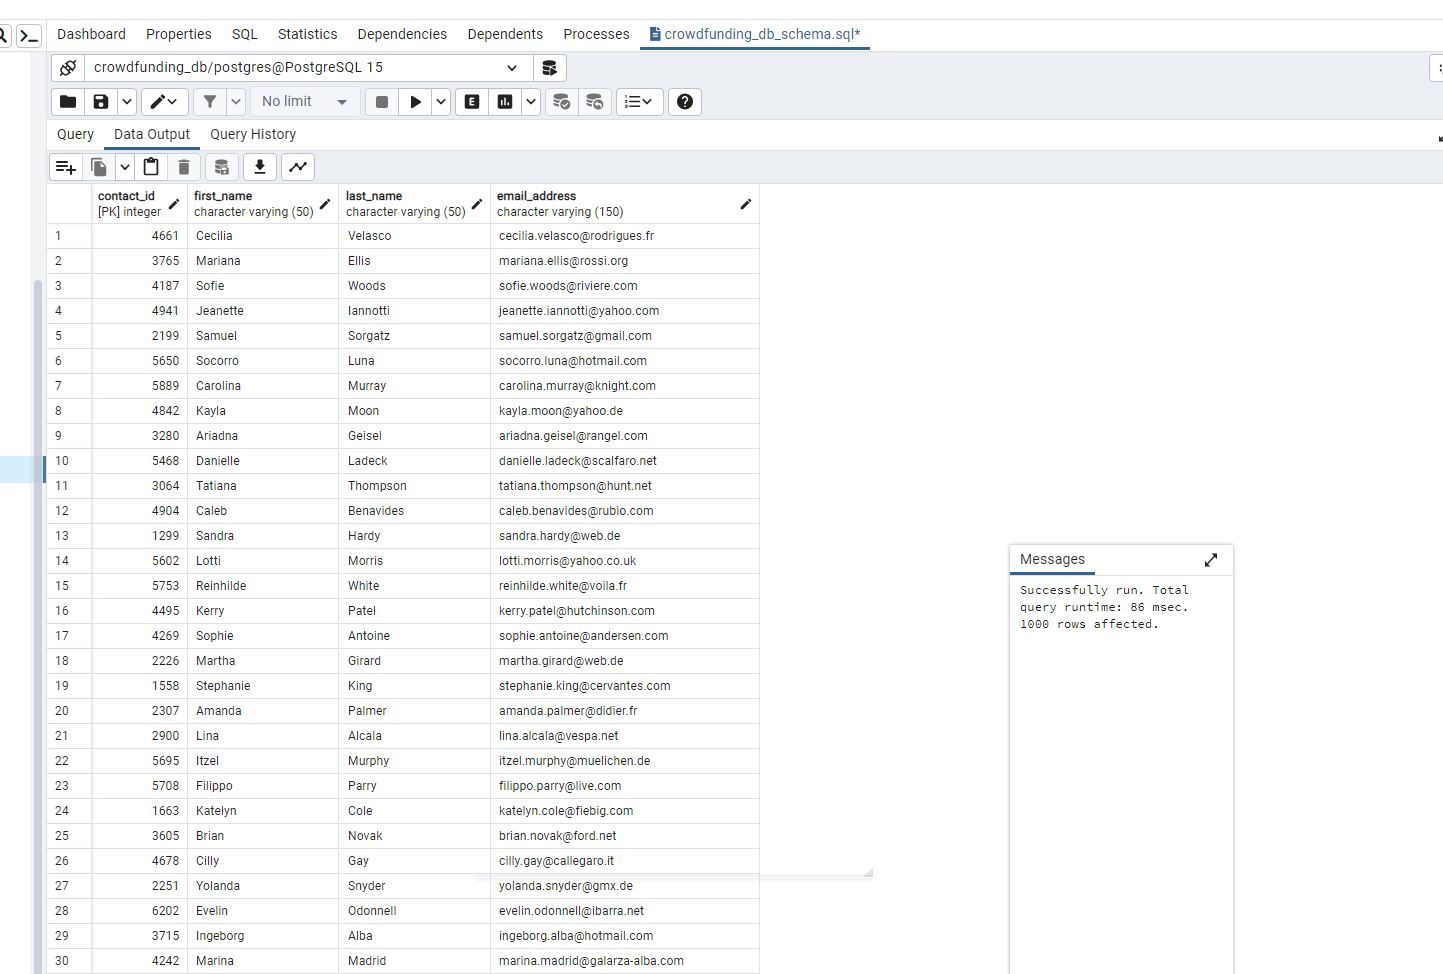 Dashboard Properties SQL Statistics Dependencies Dependents Processes crowdfunding_db_schema.sql*
crowdfunding_db/postgres@PostgreSQL 15
No limit E
Query Data Output Query History
contact_id first_name last_name email_address
[PK] integer character varying (50) character varying (50) character varying (150)
1 4661 Cecilia Velasco cecilia.velasco@rodrigues.fr
2 3765 Mariana Ellis mariana.ellis@rossi.org
3 4187 Sofie Woods sofie.woods@riviere.com
4 4941 Jeanette Iannotti jeanette.iannotti@yahoo.com
5 2199 Samuel Sorgatz samuel.sorgatz@gmail.com
6 5650 Socorro Luna socorro.luna@hotmail.com
7 5889 Carolina Murray carolina.murray@knight.com
8 4842 Kayla Moon kayla.moon@yahoo.de
9 3280 Ariadna Geisel ariadna.geisel@rangel.com
10 5468 Danielle Ladeck danielle.ladeck@scalfaro.net
11 3064 Tatiana Thompson tatiana.thompson@hunt.net
12 4904 Caleb Benavides caleb.benavides@rubio.com
13 1299 Sandra Hardy sandra.hardy@web.de
14 5602 Lotti Morris lotti.morris@yahoo.co.uk
15 5753 Reinhilde White reinhilde.white@voila.fr
16 4495 Kerry Patel kerry.patel@hutchinson.com
17 4269 Sophie Antoine sophie.antoine@andersen.com
18 2226 Martha Girard martha.girard@web.de
19 1558 Stephanie King stephanie.king@cervantes.com
20 2307 Amanda Palmer amanda.palmer@didier.fr
21 2900 Lina Alcala lina.alcala@vespa.net
22 5695 Itzel Murphy itzel.murphy@muelichen.de
23 5708 Filippo Parry filippo.parry@live.com
24 1663 Katelyn Cole katelyn.cole@fiebig.com
25 3605 Brian Novak brian.novak@ford.net
26 4678 Cilly Gay cilly.gay@callegaro.it
27 2251 Yolanda Snyder yolanda.snyder@gmx.de
28 6202 Evelin Odonnell evelin.odonnell@ibarra.net
29 3715 Ingeborg Alba ingeborg.alba@hotmail.com
30 4242 Marina Madrid marina.madrid@galarza-alba.com
Messages
Successfully run. Total
query runtime: 86 msec.
1000 rows affected.